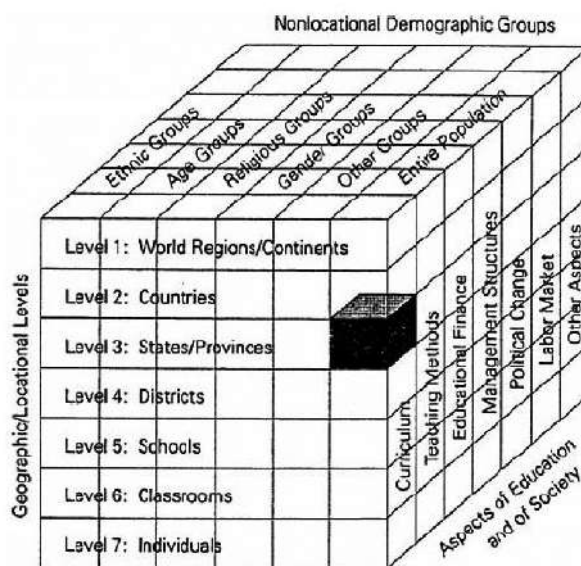 Nonlocational Demographic Groups
Ethnic Groups
Age Groups
Religious Groups
Gender Groups
Other Groups
Entire Population
Geographic/Locational Levels
Level 1: World Regions/Continents
Level 2: Countries
Level 3: States/Provinces
Level 4: Districts
Level 5: Schools
Level 6: Classrooms
Level 7: Individuals
Curriculum
Teaching Methods
Educational Finance
Management Structures
Political Change
Labor Market
Other Aspects
Aspects of Education
and of Society